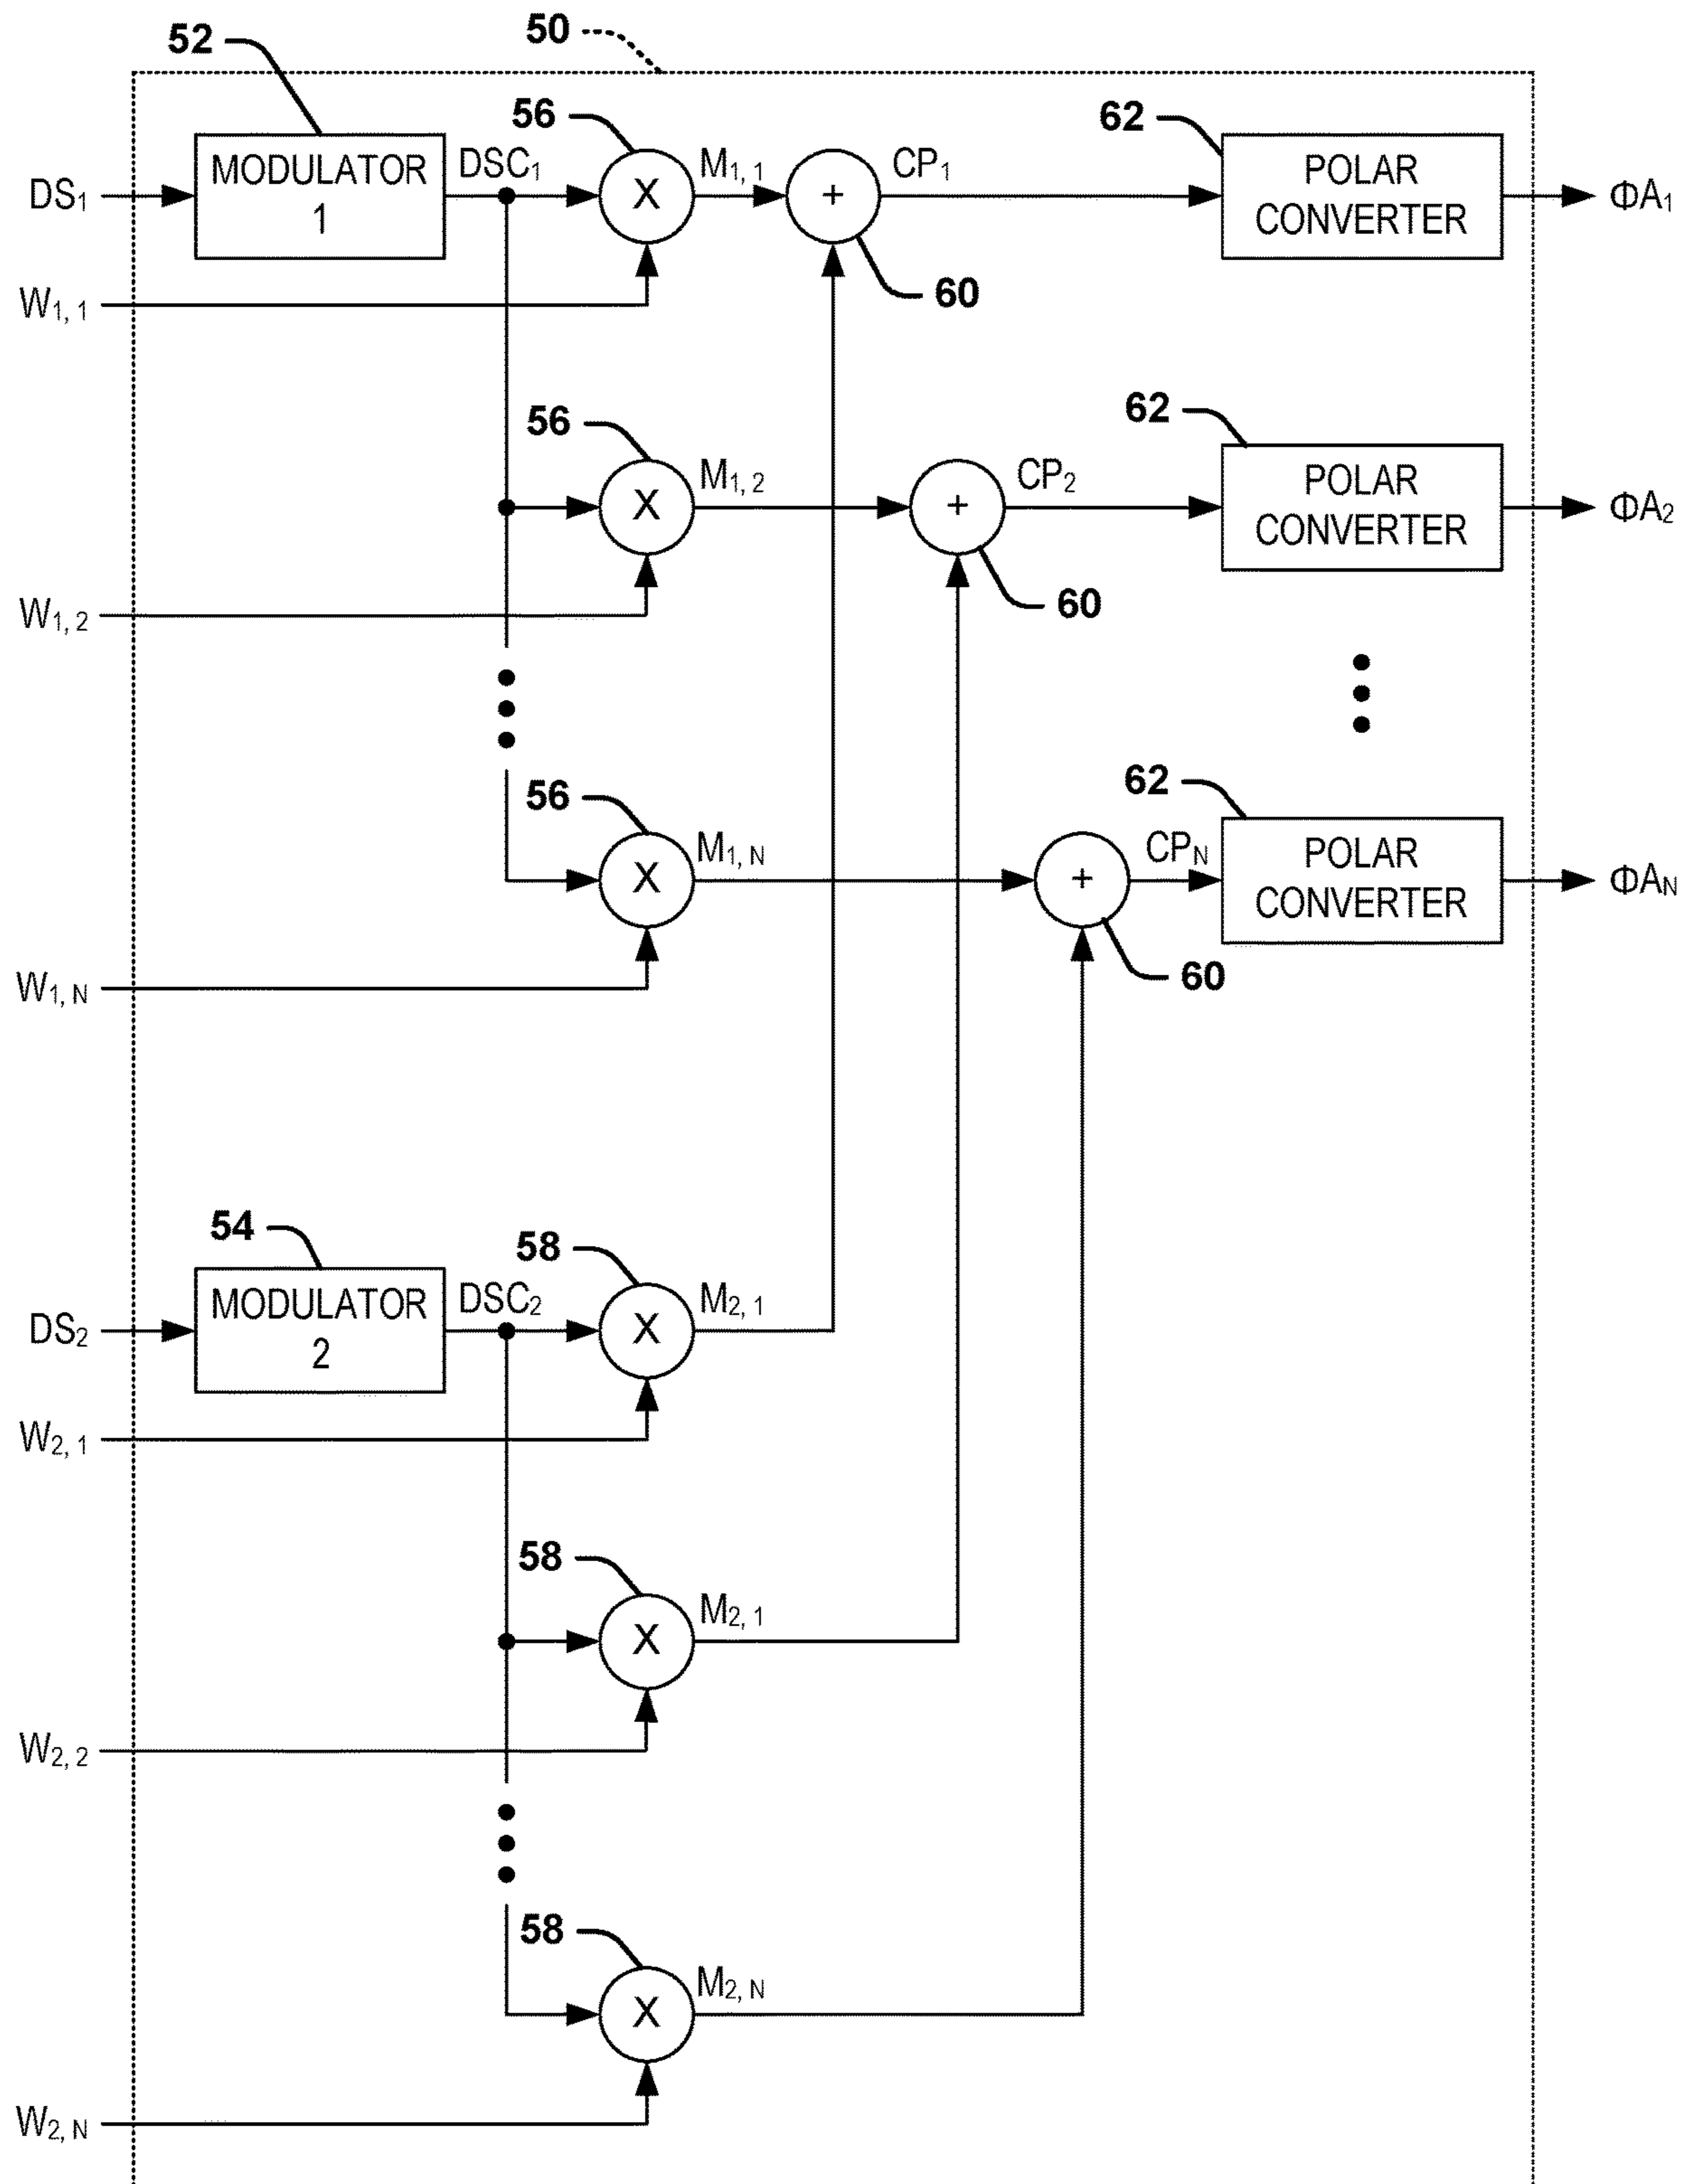 50
52
56
62
DS₁
MODULATOR
1
DSC₁
X
M₁,₁
+
CP₁
POLAR
CONVERTER
ΦA₁
W₁,₁
60
56
62
X
M₁,₂
+
CP₂
POLAR
CONVERTER
ΦA₂
W₁,₂
60
56
62
X
M₁,N
+
CPN
POLAR
CONVERTER
ΦAN
W₁,N
60
54
58
DS₂
MODULATOR
2
DSC₂
X
M₂,₁
W₂,₁
58
X
M₂,₁
W₂,₂
58
X
M₂,N
W₂,N